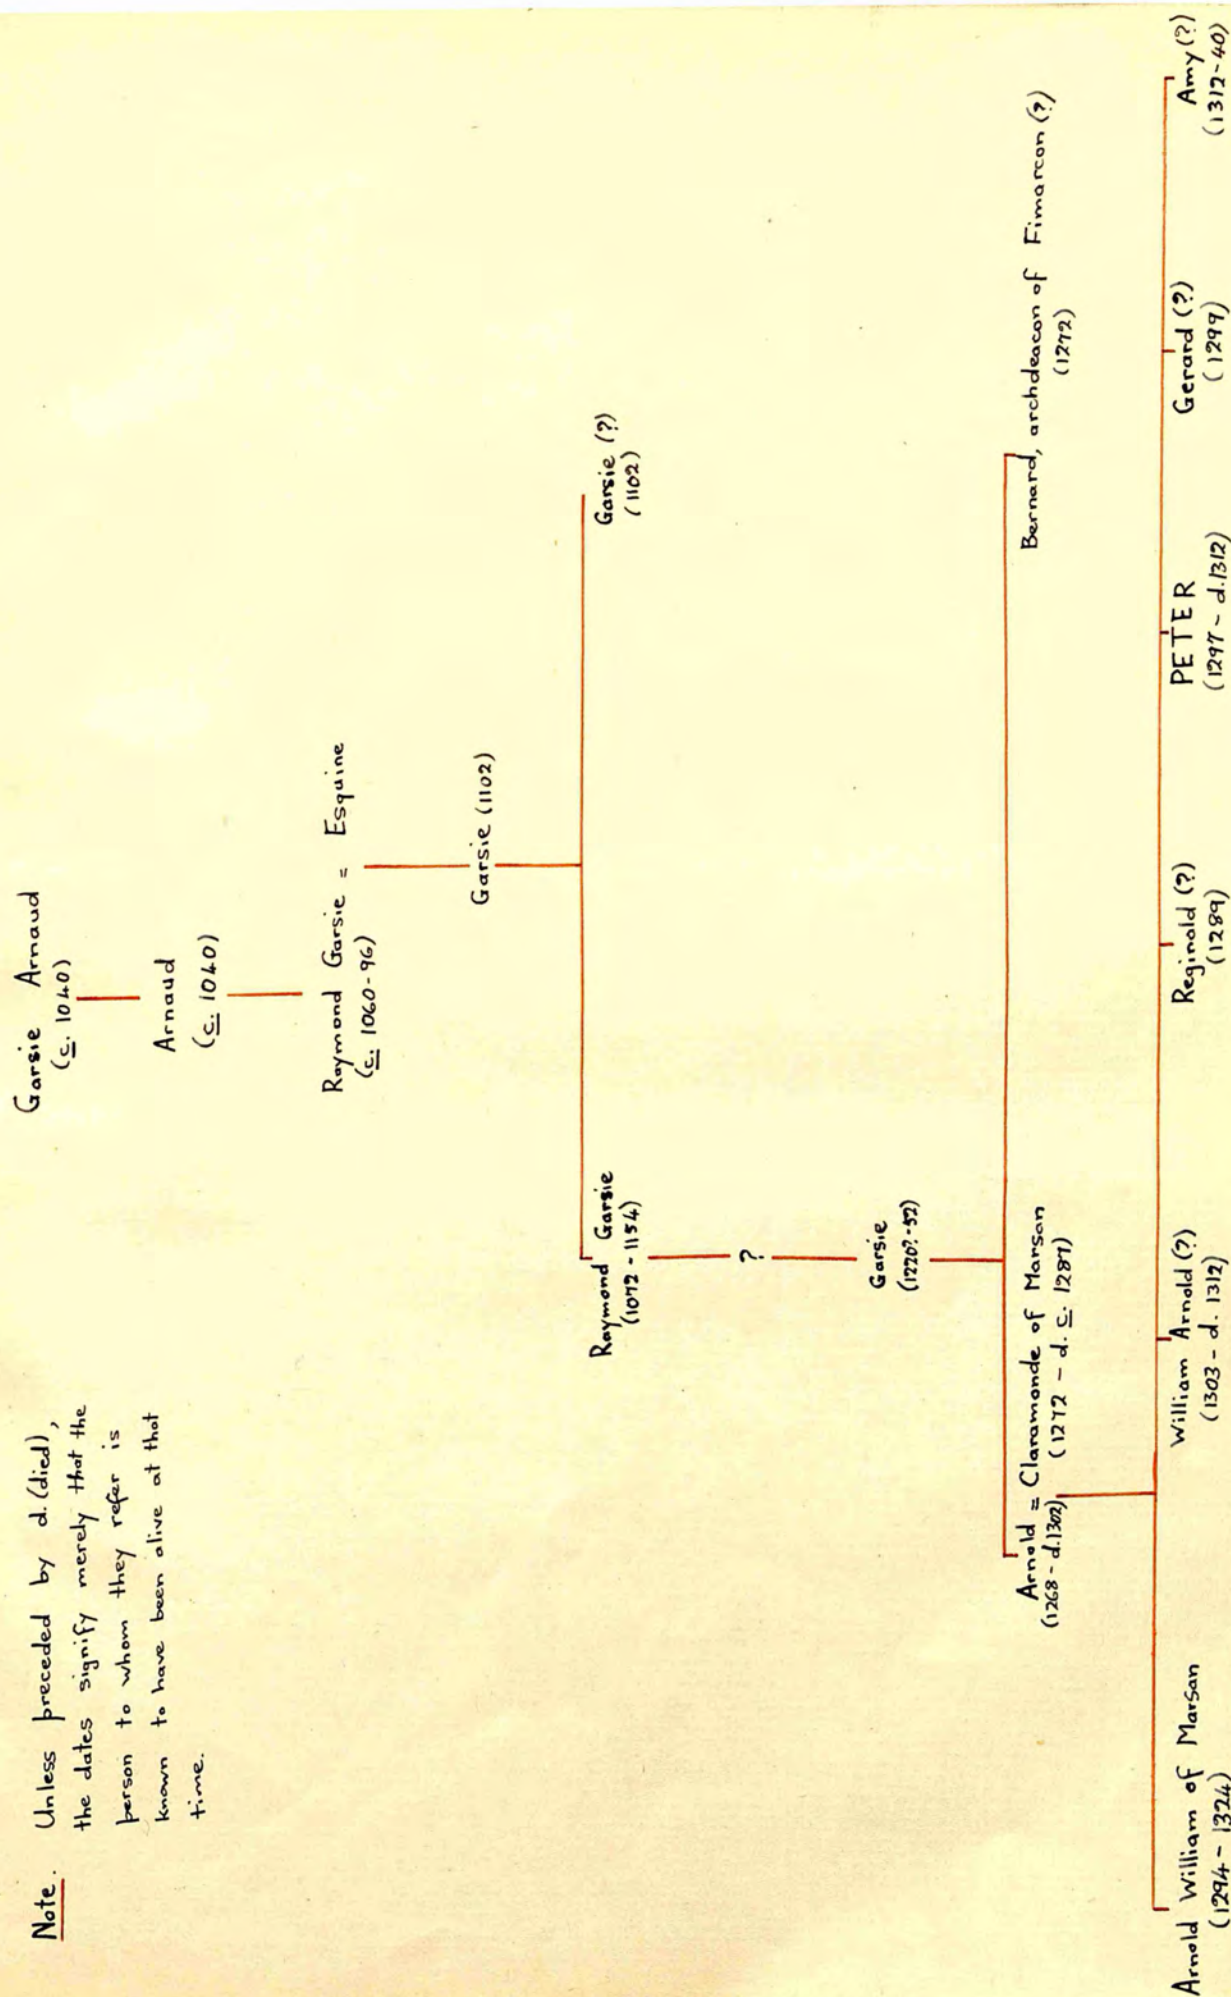 Note. Unless preceded by d. (died),
the dates signify merely that the
person to whom they refer is
known to have been alive at that
time.
Garsie Arnaud
(c. 1040)
Arnaud
(c. 1040)
Raymond Garsie = Esquine
(c. 1060-96)
Garsie (1102)
Raymond Garsie
(1072 - 1154)
Garsie (?)
(1102)
?
Garsie
(1220?-52)
Arnold = Claramonde of Marsan
(1268 - d.1302) (1272 - d. c. 1287)
Bernard, archdeacon of Fimarcon (?)
(1272)
Arnold William of Marsan
(1294 - 1324)
William Arnold (?)
(1303 - d. 1312)
Reginald (?)
(1289)
PETER
(1297 - d.1312)
Gerard (?)
(1299)
Amy (?)
(1312-40)